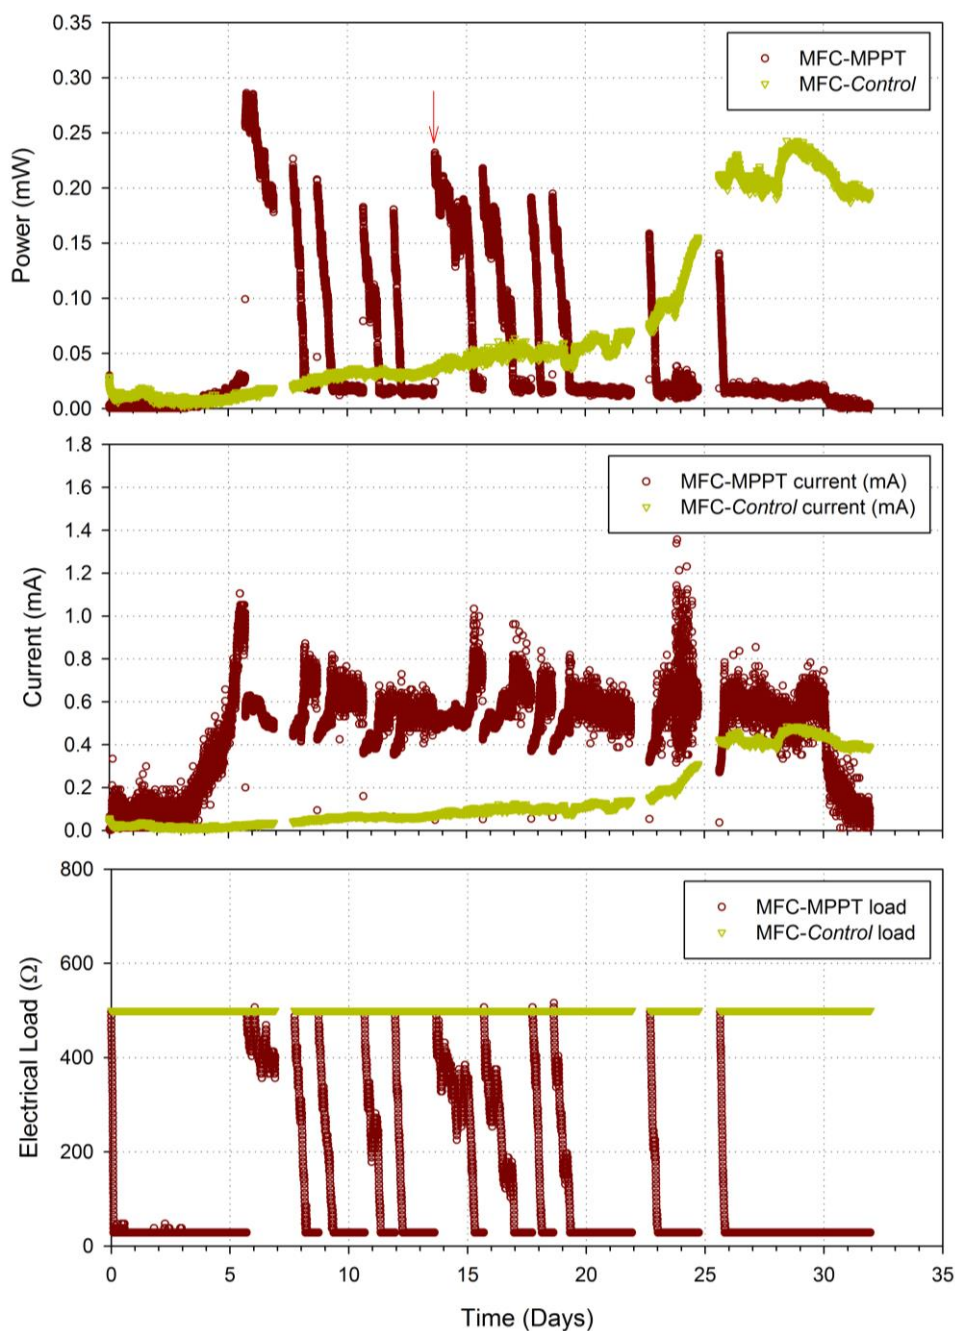 0.35
0.30
0.25
0.20
0.15
0.10
0.05
0.00
Power (mW)
MFC-MPPT
MFC-Control
1.8
1.6
1.4
1.2
1.0
0.8
0.6
0.4
0.2
0.0
Current (mA)
MFC-MPPT current (mA)
MFC-Control current (mA)
800
600
400
200
0
Electrical Load (Ω)
MFC-MPPT load
MFC-Control load
0 5 10 15 20 25 30 35
Time (Days)